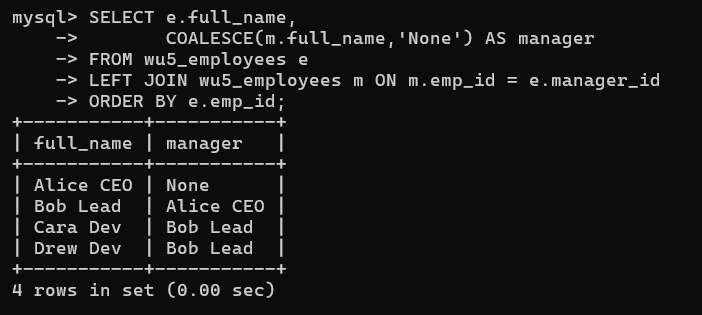 mysql> SELECT e.full_name,
    ->        COALESCE(m.full_name,'None') AS manager
    -> FROM wu5_employees e
    -> LEFT JOIN wu5_employees m ON m.emp_id = e.manager_id
    -> ORDER BY e.emp_id;
+-----------+-----------+
| full_name | manager   |
+-----------+-----------+
| Alice CEO | None      |
| Bob Lead  | Alice CEO |
| Cara Dev  | Bob Lead  |
| Drew Dev  | Bob Lead  |
+-----------+-----------+
4 rows in set (0.00 sec)